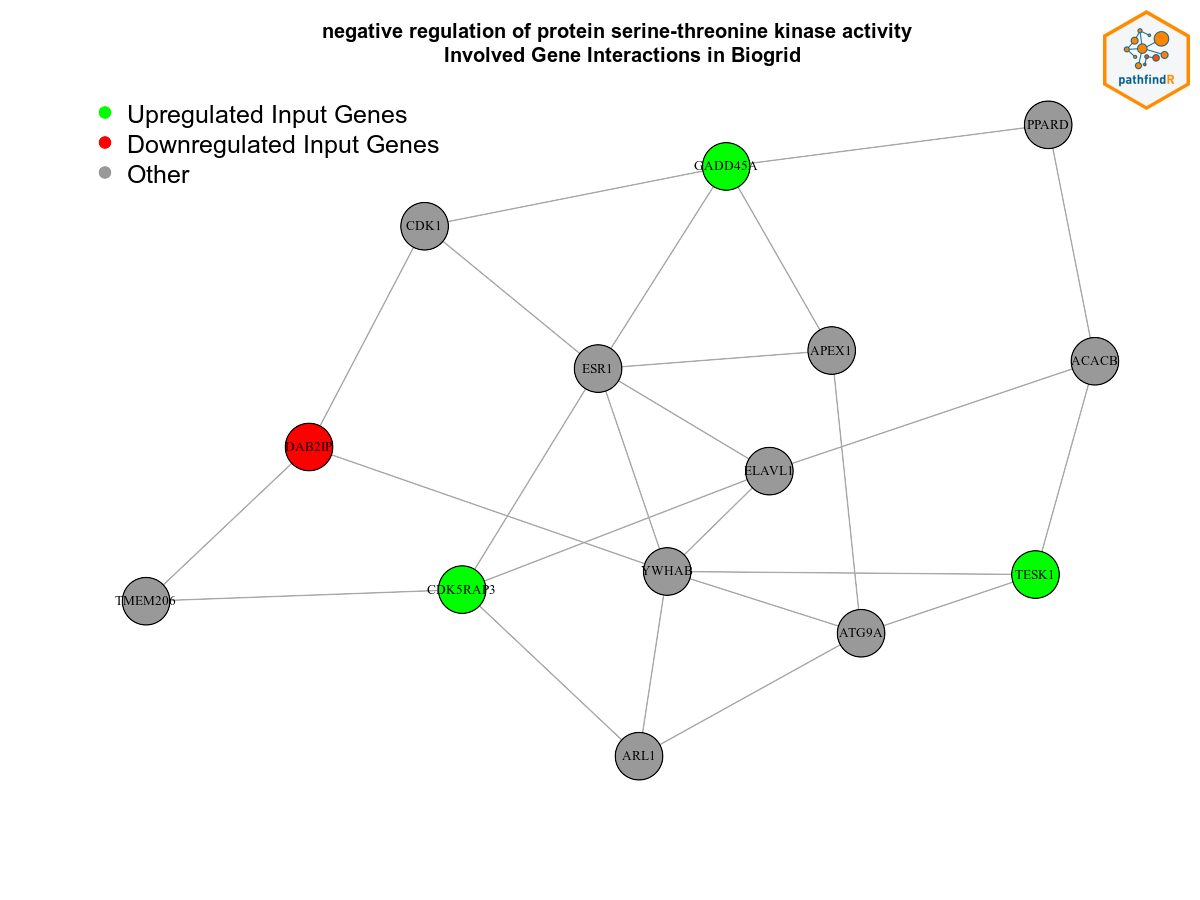 negative regulation of protein serine-threonine kinase activity
Involved Gene Interactions in Biogrid
pathfindR
Upregulated Input Genes
Downregulated Input Genes
Other
PPARD
GADD45A
CDK1
APEX1
ACACB
ESR1
DAB2IP
ELAVL1
YWHAB
TESK1
CDK5RAP3
TMEM206
ATG9A
ARL1